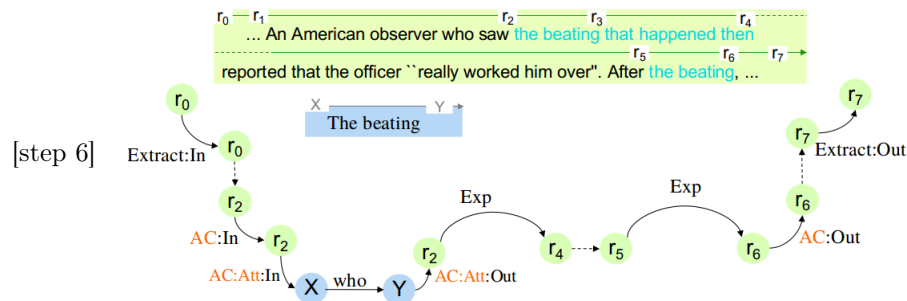 r0 r1 r2 r3 r4
... An American observer who saw the beating that happened then
r5 r6 r7
reported that the officer ``really worked him over". After the beating, ...
X Y
The beating
[step 6]
r0 r7
Extract:In r0 r7 Extract:Out
r2 Exp Exp r6
AC:In r2 r2 r4 r5 r6 AC:Out
AC:Att:In X who Y AC:Att:Out